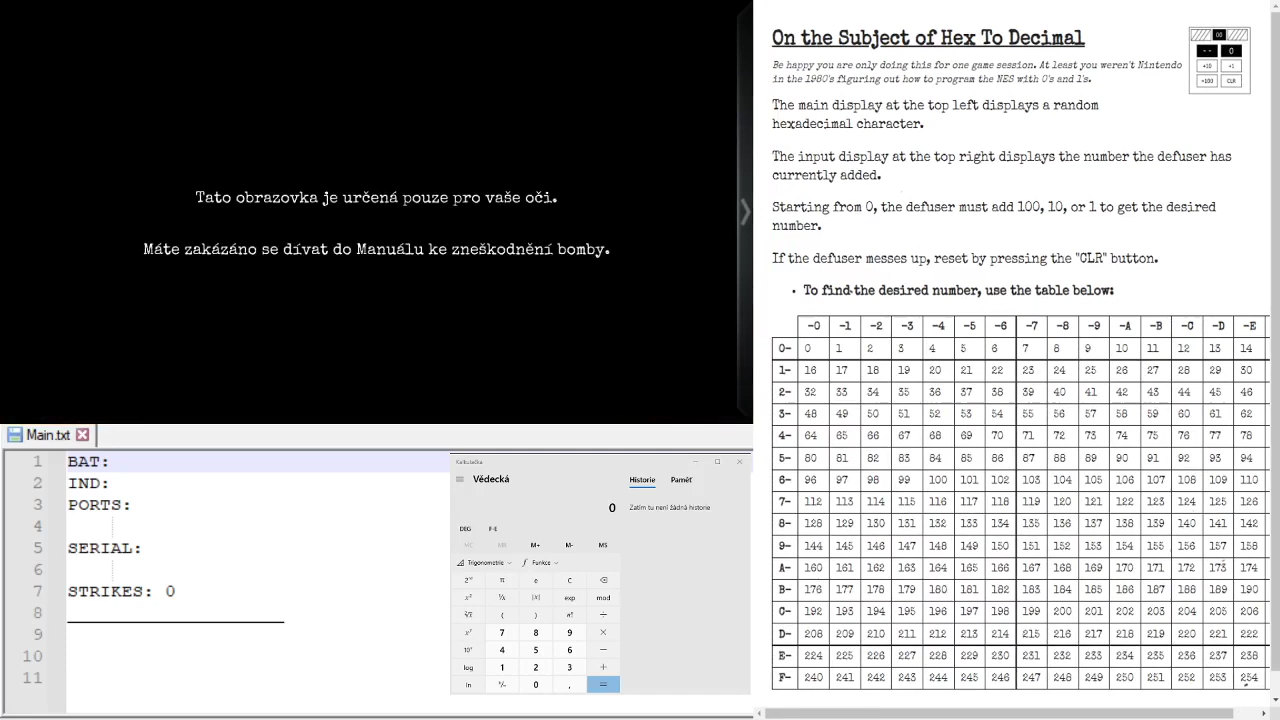 Tato obrazovka je určená pouze pro vaše oči.
Máte zakázáno se dívat do Manuálu ke zneškodnění bomby.
Main.txt
1 BAT:
2 IND:
3 PORTS:
4
5 SERIAL:
6
7 STRIKES: 0
8
9
10
11
Kalkulačka
Vědecká
Historie Paměť
0
Zatím tu není žádná historie
DEG F-E
MC MR M+ M- MS
Trigonometrie Funkce
π e C
exp mod
( ) n! ÷
7 8 9 ×
4 5 6 −
log 1 2 3 +
ln +/- 0 , =
On the Subject of Hex To Decimal
Be happy you are only doing this for one game session. At least you weren't Nintendo
in the 1980's figuring out how to program the NES with 0's and 1's.
00
-- 0
+10 +1
+100 CLR
The main display at the top left displays a random
hexadecimal character.
The input display at the top right displays the number the defuser has
currently added.
Starting from 0, the defuser must add 100, 10, or 1 to get the desired
number.
If the defuser messes up, reset by pressing the "CLR" button.
• To find the desired number, use the table below:
-0 -1 -2 -3 -4 -5 -6 -7 -8 -9 -A -B -C -D -E
0- 0 1 2 3 4 5 6 7 8 9 10 11 12 13 14
1- 16 17 18 19 20 21 22 23 24 25 26 27 28 29 30
2- 32 33 34 35 36 37 38 39 40 41 42 43 44 45 46
3- 48 49 50 51 52 53 54 55 56 57 58 59 60 61 62
4- 64 65 66 67 68 69 70 71 72 73 74 75 76 77 78
5- 80 81 82 83 84 85 86 87 88 89 90 91 92 93 94
6- 96 97 98 99 100 101 102 103 104 105 106 107 108 109 110
7- 112 113 114 115 116 117 118 119 120 121 122 123 124 125 126
8- 128 129 130 131 132 133 134 135 136 137 138 139 140 141 142
9- 144 145 146 147 148 149 150 151 152 153 154 155 156 157 158
A- 160 161 162 163 164 165 166 167 168 169 170 171 172 173 174
B- 176 177 178 179 180 181 182 183 184 185 186 187 188 189 190
C- 192 193 194 195 196 197 198 199 200 201 202 203 204 205 206
D- 208 209 210 211 212 213 214 215 216 217 218 219 220 221 222
E- 224 225 226 227 228 229 230 231 232 233 234 235 236 237 238
F- 240 241 242 243 244 245 246 247 248 249 250 251 252 253 254